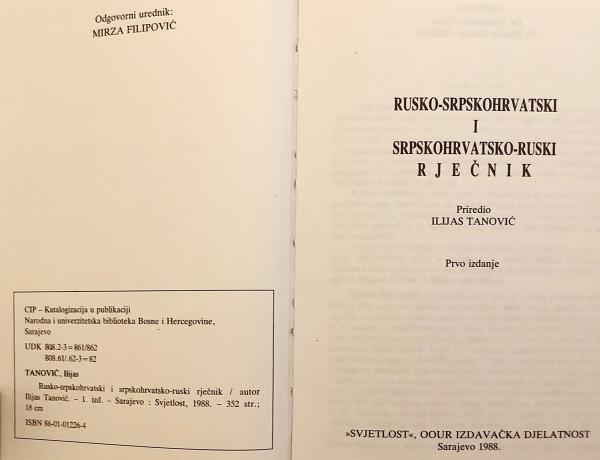 Odgovorni urednik:
MIRZA FILIPOVIĆ
CIP – Katalogizacija u publikaciji
Narodna i univerzitetska biblioteka Bosne i Hercegovine,
Sarajevo
UDK 808.2-3=861/862
808.61/.62-3=82
TANOVIĆ, Ilijas
Rusko-srpskohrvatski i srpskohrvatsko-ruski rječnik / autor
Ilijas Tanović. – 1. izd. – Sarajevo : Svjetlost, 1988. – 352 str.;
18 cm
ISBN 86-01-01226-4
RUSKO-SRPSKOHRVATSKI
I
SRPSKOHRVATSKO-RUSKI
RJEČNIK
Priredio
ILIJAS TANOVIĆ
Prvo izdanje
»SVJETLOST«, OOUR IZDAVAČKA DJELATNOST
Sarajevo 1988.